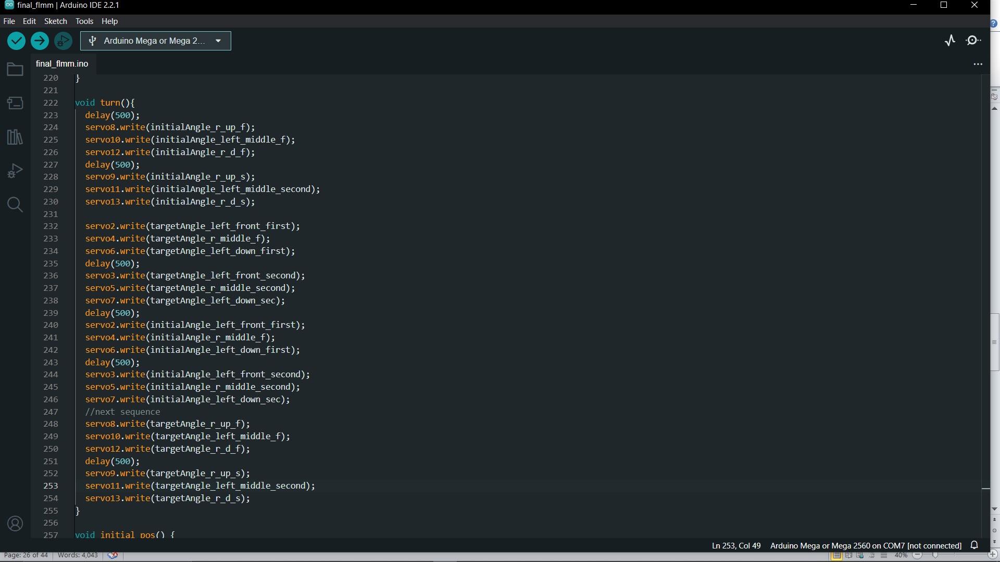 final_flmm | Arduino IDE 2.2.1
File Edit Sketch Tools Help
Arduino Mega or Mega 2...
final_flmm.ino
220 }
221
222 void turn(){
223 delay(500);
224 servo8.write(initialAngle_r_up_f);
225 servo10.write(initialAngle_left_middle_f);
226 servo12.write(initialAngle_r_d_f);
227 delay(500);
228 servo9.write(initialAngle_r_up_s);
229 servo11.write(initialAngle_left_middle_second);
230 servo13.write(initialAngle_r_d_s);
231
232 servo2.write(targetAngle_left_front_first);
233 servo4.write(targetAngle_r_middle_f);
234 servo6.write(targetAngle_left_down_first);
235 delay(500);
236 servo3.write(targetAngle_left_front_second);
237 servo5.write(targetAngle_r_middle_second);
238 servo7.write(targetAngle_left_down_sec);
239 delay(500);
240 servo2.write(initialAngle_left_front_first);
241 servo4.write(initialAngle_r_middle_f);
242 servo6.write(initialAngle_left_down_first);
243 delay(500);
244 servo3.write(initialAngle_left_front_second);
245 servo5.write(initialAngle_r_middle_second);
246 servo7.write(initialAngle_left_down_sec);
247 //next sequence
248 servo8.write(targetAngle_r_up_f);
249 servo10.write(targetAngle_left_middle_f);
250 servo12.write(targetAngle_r_d_f);
251 delay(500);
252 servo9.write(targetAngle_r_up_s);
253 servo11.write(targetAngle_left_middle_second);
254 servo13.write(targetAngle_r_d_s);
255 }
256
257 void initial_pos() {
Ln 253, Col 49 Arduino Mega or Mega 2560 on COM7 [not connected]
Page: 26 of 44 Words: 4,043 40%